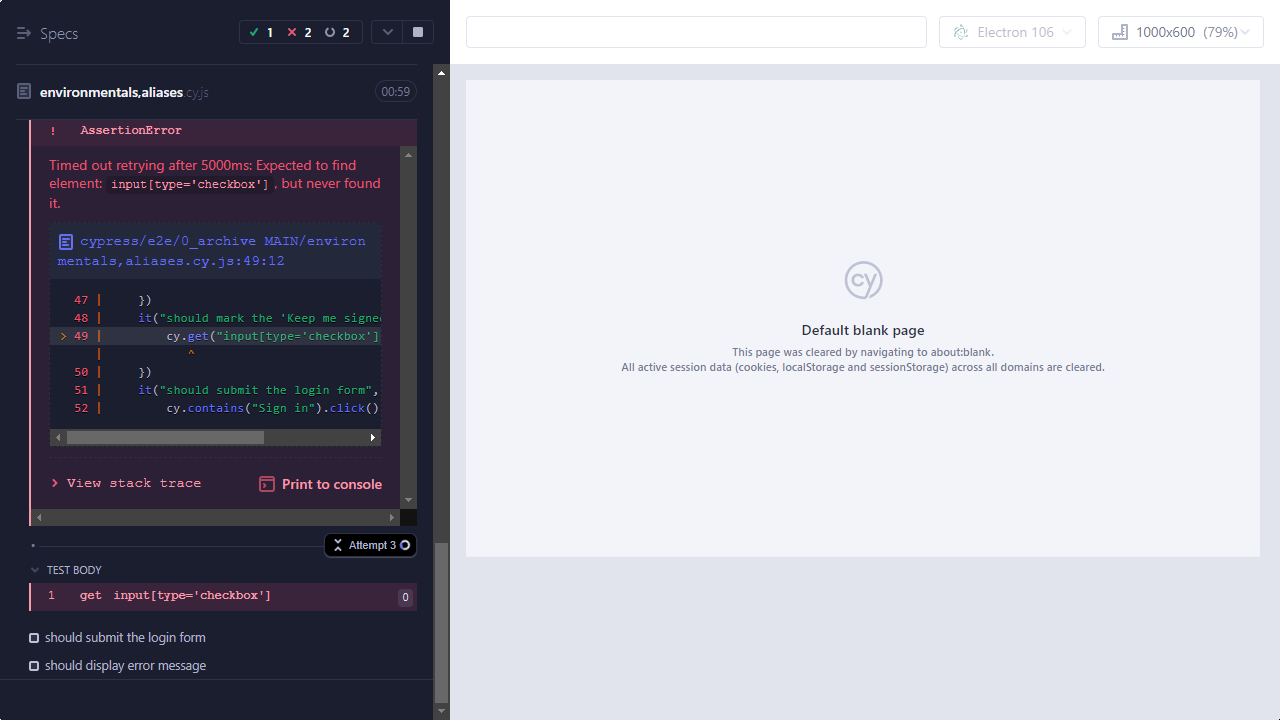 Specs
1 2 2
Electron 106
1000x600 (79%)
environmentals,aliases.cy.js
00:59
! AssertionError
Timed out retrying after 5000ms: Expected to find
element: input[type='checkbox'], but never found
it.
cypress/e2e/0_archive MAIN/environ
mentals,aliases.cy.js:49:12
47 | })
48 | it("should mark the 'Keep me signe
> 49 | cy.get("input[type='checkbox']
| ^
50 | })
51 | it("should submit the login form",
52 | cy.contains("Sign in").click()
> View stack trace
Print to console
Attempt 3
TEST BODY
1 get input[type='checkbox'] 0
should submit the login form
should display error message
cy
Default blank page
This page was cleared by navigating to about:blank.
All active session data (cookies, localStorage and sessionStorage) across all domains are cleared.